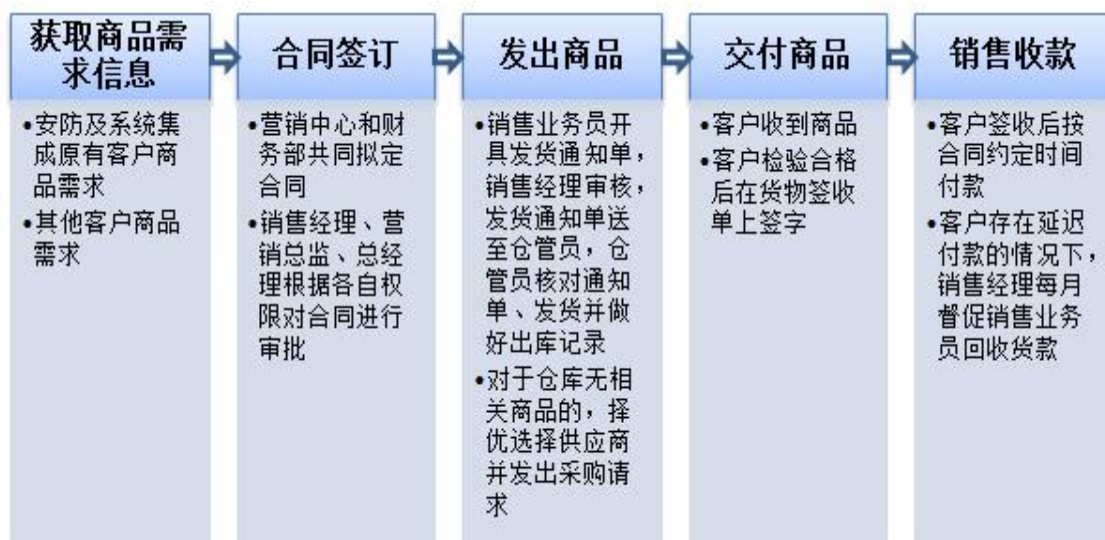 获取商品需
求信息
•安防及系统集
成原有客户商
品需求
•其他客户商品
需求
合同签订
•营销中心和财
务部共同拟定
合同
•销售经理、营
销总监、总经
理根据各自权
限对合同进行
审批
发出商品
•销售业务员开
具发货通知单，
销售经理审核，
发货通知单送
至仓管员，仓
管员核对通知
单、发货并做
好出库记录
•对于仓库无相
关商品的，择
优选择供应商
并发出采购请
求
交付商品
•客户收到商品
•客户检验合格
后在货物签收
单上签字
销售收款
•客户签收后按
合同约定时间
付款
•客户存在延迟
付款的情况下，
销售经理每月
督促销售业务
员回收货款